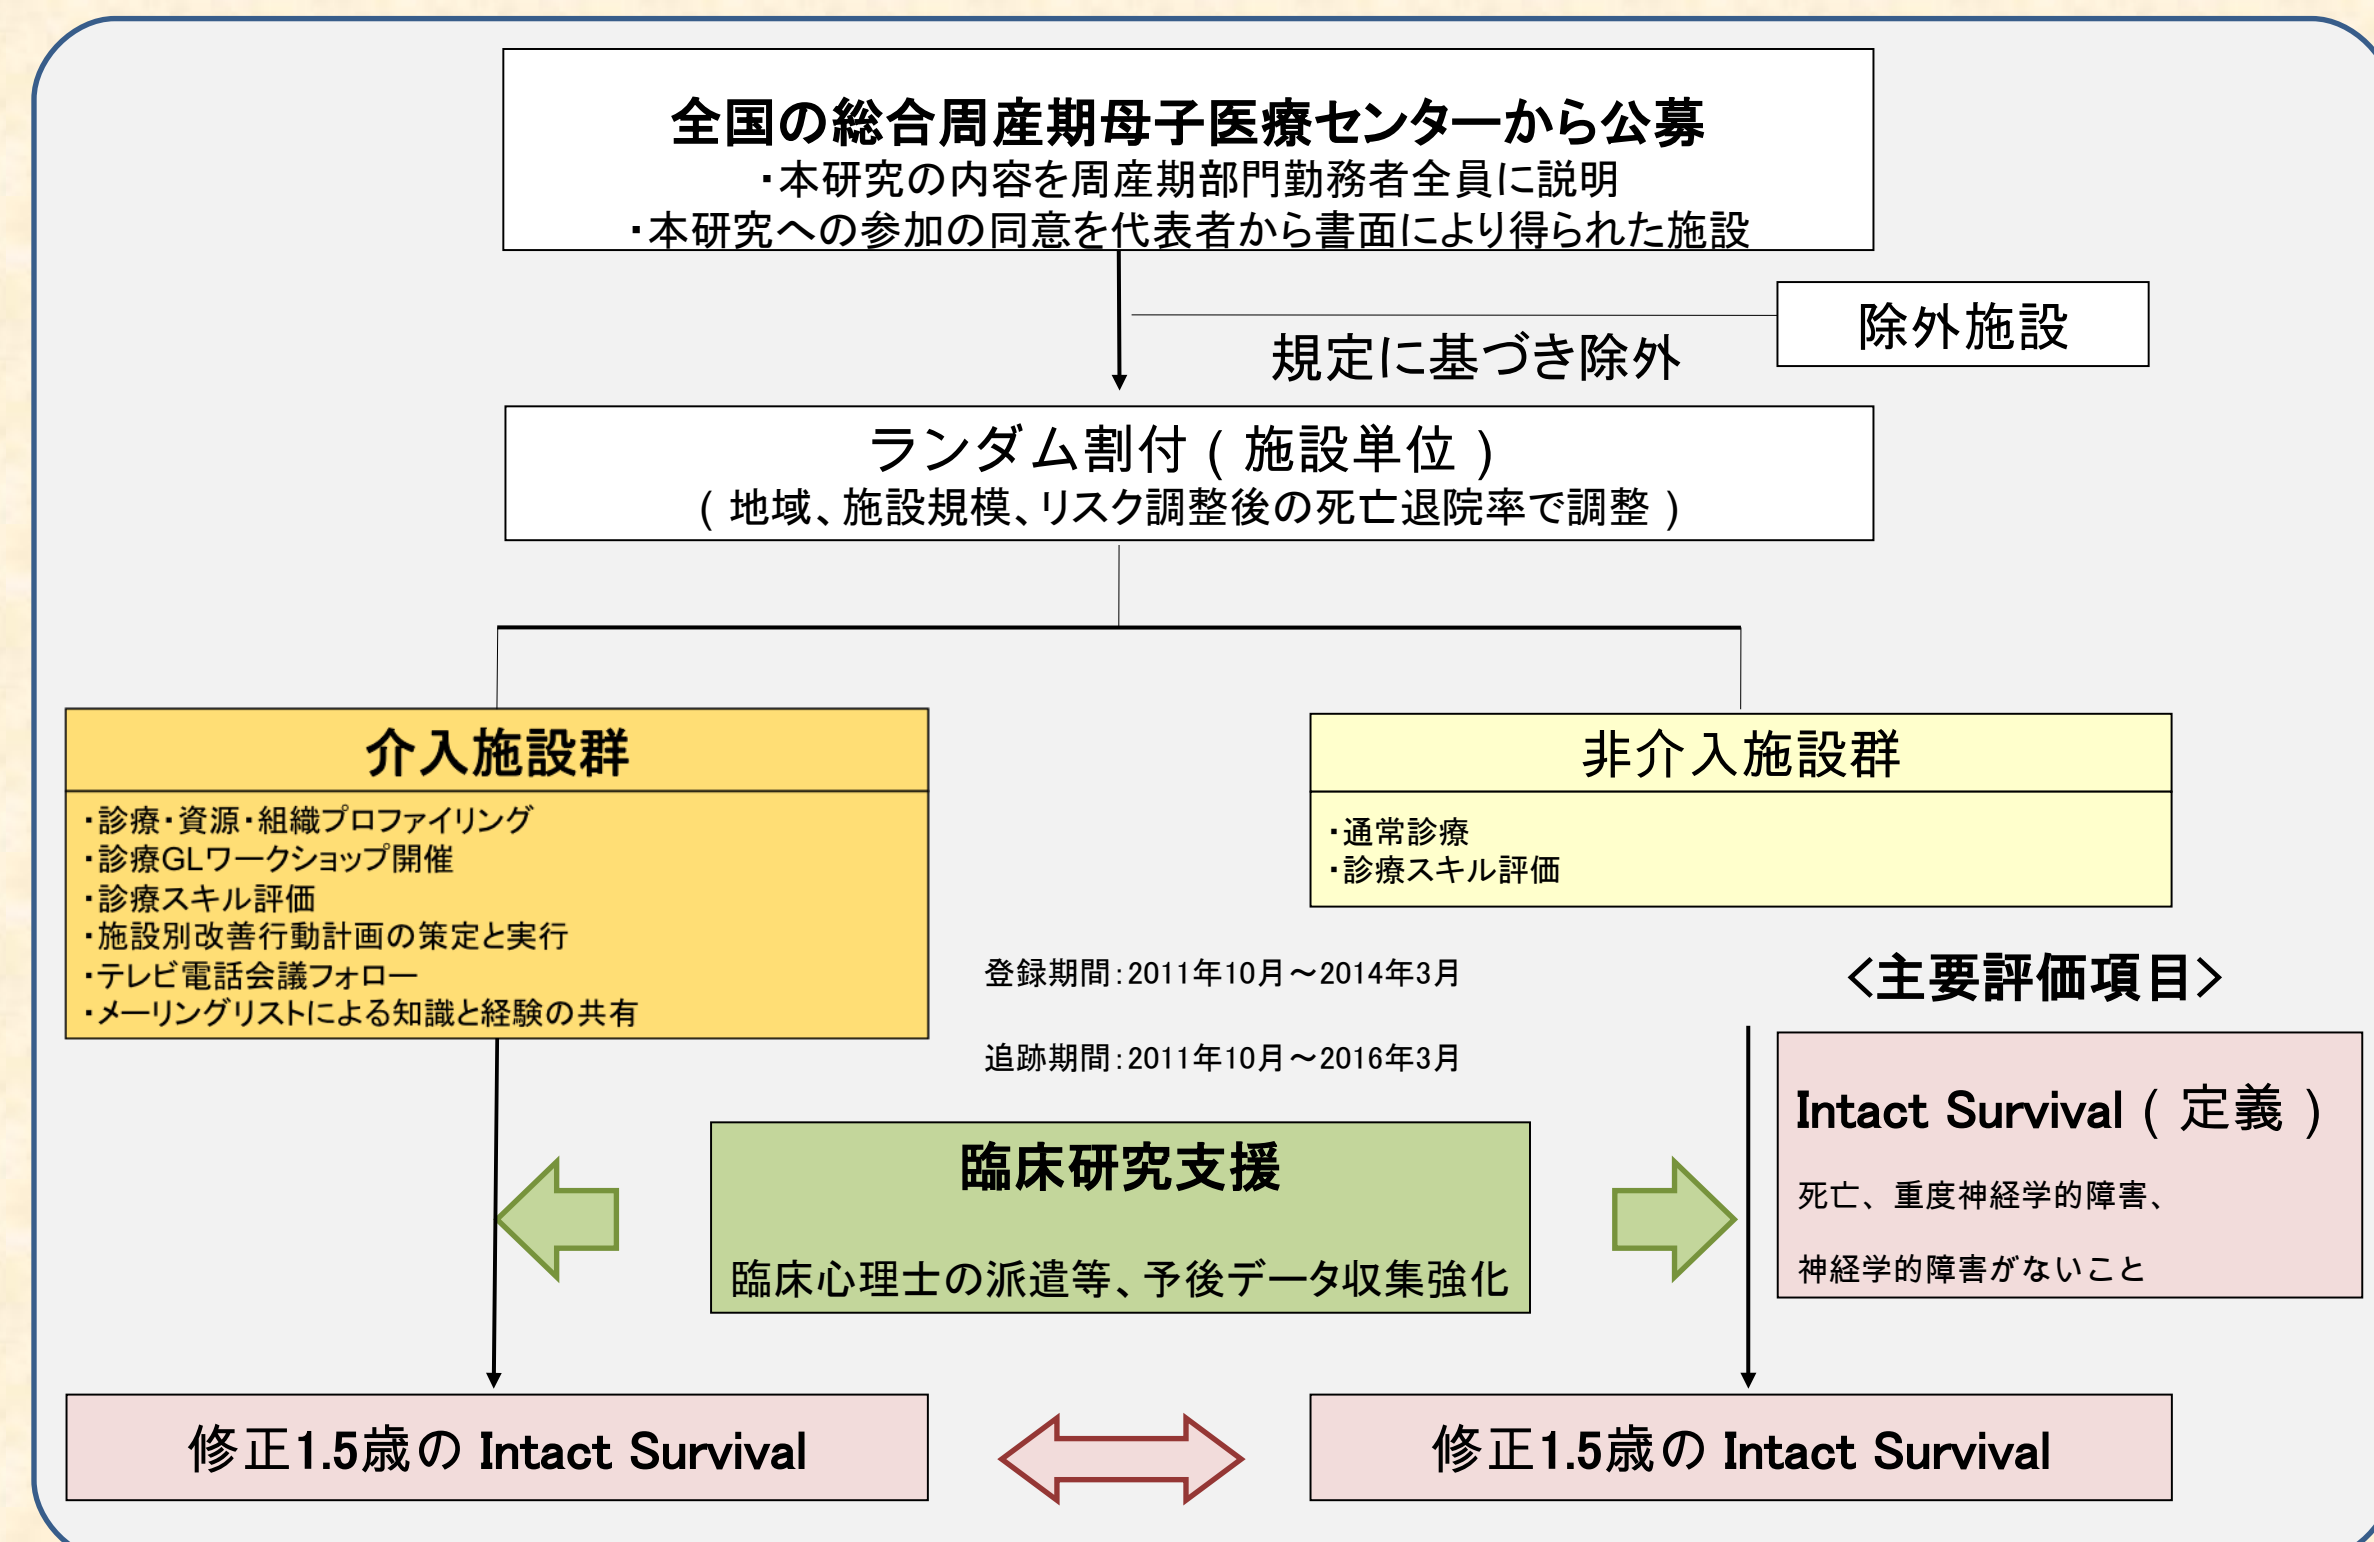 全国の総合周産期母子医療センターから公募
・本研究の内容を周産期部門勤務者全員に説明
・本研究への参加の同意を代表者から書面により得られた施設
除外施設
規定に基づき除外
ランダム割付(施設単位)
(地域、施設規模、リスク調整後の死亡退院率で調整)
介入施設群
・診療・資源・組織プロファイリング
・診療GLワークショップ開催
・診療スキル評価
・施設別改善行動計画の策定と実行
・テレビ電話会議フォロー
・メーリングリストによる知識と経験の共有
非介入施設群
・通常診療
・診療スキル評価
登録期間:2011年10月～2014年3月
追跡期間:2011年10月～2016年3月
<主要評価項目>
Intact Survival(定義)
死亡、重度神経学的障害、
神経学的障害がないこと
臨床研究支援
臨床心理士の派遣等、予後データ収集強化
修正1.5歳の Intact Survival
修正1.5歳の Intact Survival